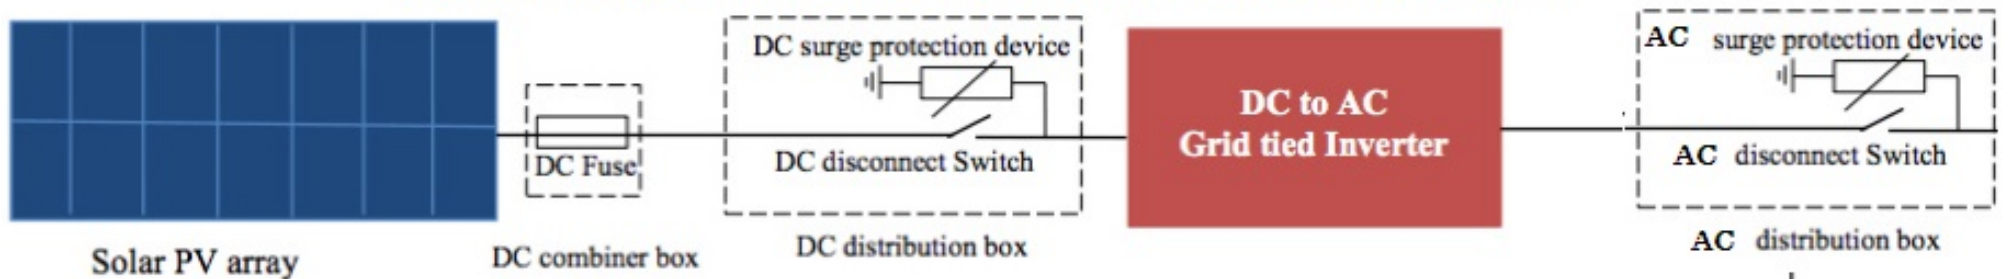 DC surge protection device
DC Fuse
DC disconnect Switch
DC to AC
Grid tied Inverter
AC surge protection device
AC disconnect Switch
Solar PV array
DC combiner box
DC distribution box
AC distribution box